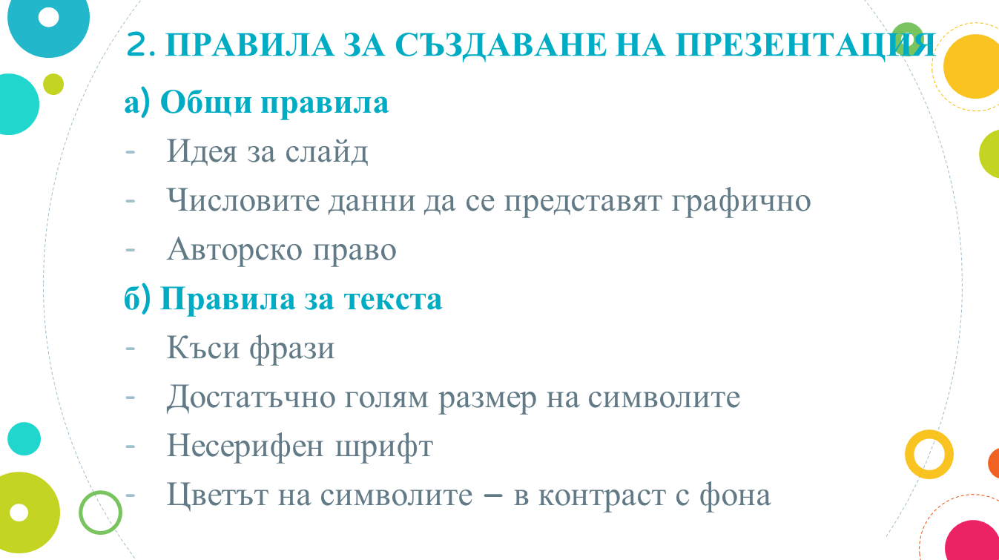 2. ПРАВИЛА ЗА СЪЗДАВАНЕ НА ПРЕЗЕНТАЦИЯ
а) Общи правила
- Идея за слайд
- Числовите данни да се представят графично
- Авторско право
б) Правила за текста
- Къси фрази
- Достатъчно голям размер на символите
- Несерифен шрифт
- Цветът на символите – в контраст с фона